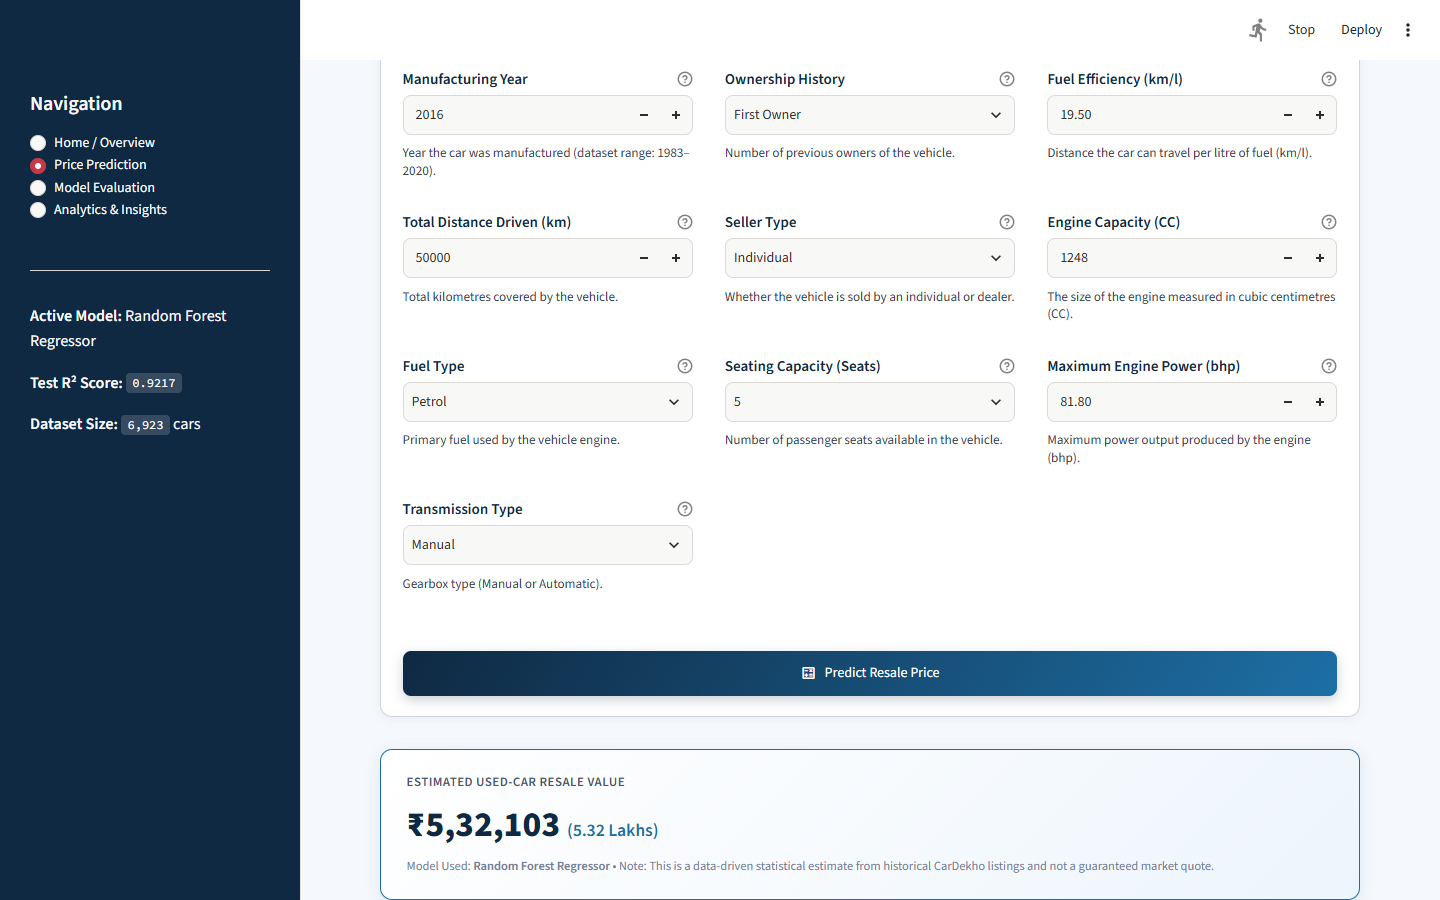 Stop
Deploy
Navigation
Home / Overview
Price Prediction
Model Evaluation
Analytics & Insights
Active Model: Random Forest
Regressor
Test R² Score: 0.9217
Dataset Size: 6,923 cars
Manufacturing Year
2016
Year the car was manufactured (dataset range: 1983–
2020).
Ownership History
First Owner
Number of previous owners of the vehicle.
Fuel Efficiency (km/l)
19.50
Distance the car can travel per litre of fuel (km/l).
Total Distance Driven (km)
50000
Total kilometres covered by the vehicle.
Seller Type
Individual
Whether the vehicle is sold by an individual or dealer.
Engine Capacity (CC)
1248
The size of the engine measured in cubic centimetres
(CC).
Fuel Type
Petrol
Primary fuel used by the vehicle engine.
Seating Capacity (Seats)
5
Number of passenger seats available in the vehicle.
Maximum Engine Power (bhp)
81.80
Maximum power output produced by the engine
(bhp).
Transmission Type
Manual
Gearbox type (Manual or Automatic).
Predict Resale Price
ESTIMATED USED-CAR RESALE VALUE
₹5,32,103 (5.32 Lakhs)
Model Used: Random Forest Regressor • Note: This is a data-driven statistical estimate from historical CarDekho listings and not a guaranteed market quote.